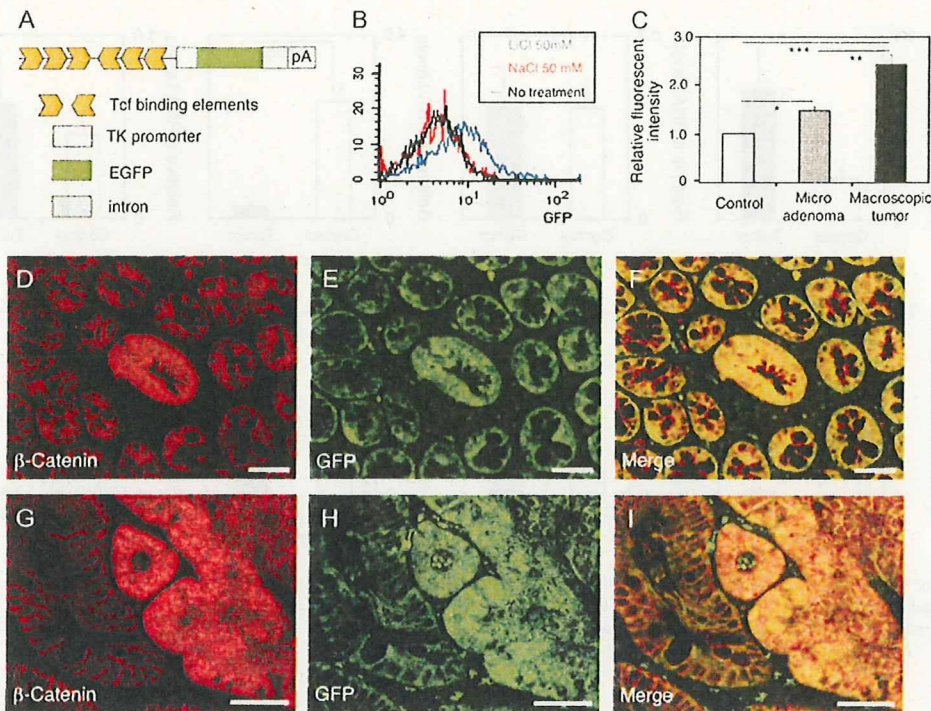 A
pA
Tcf binding elements
TK promoter
EGFP
intron
B
LiCl 50mM
NaCl 50 mM
No treatment
30
20
10
0
10⁰
10¹
10²
GFP
C
Relative fluorescent
intensity
3.0
2.0
1.0
0
***
**
*
Control
Micro
adenoma
Macroscopic
tumor
D
β-Catenin
E
GFP
F
Merge
G
β-Catenin
H
GFP
I
Merge